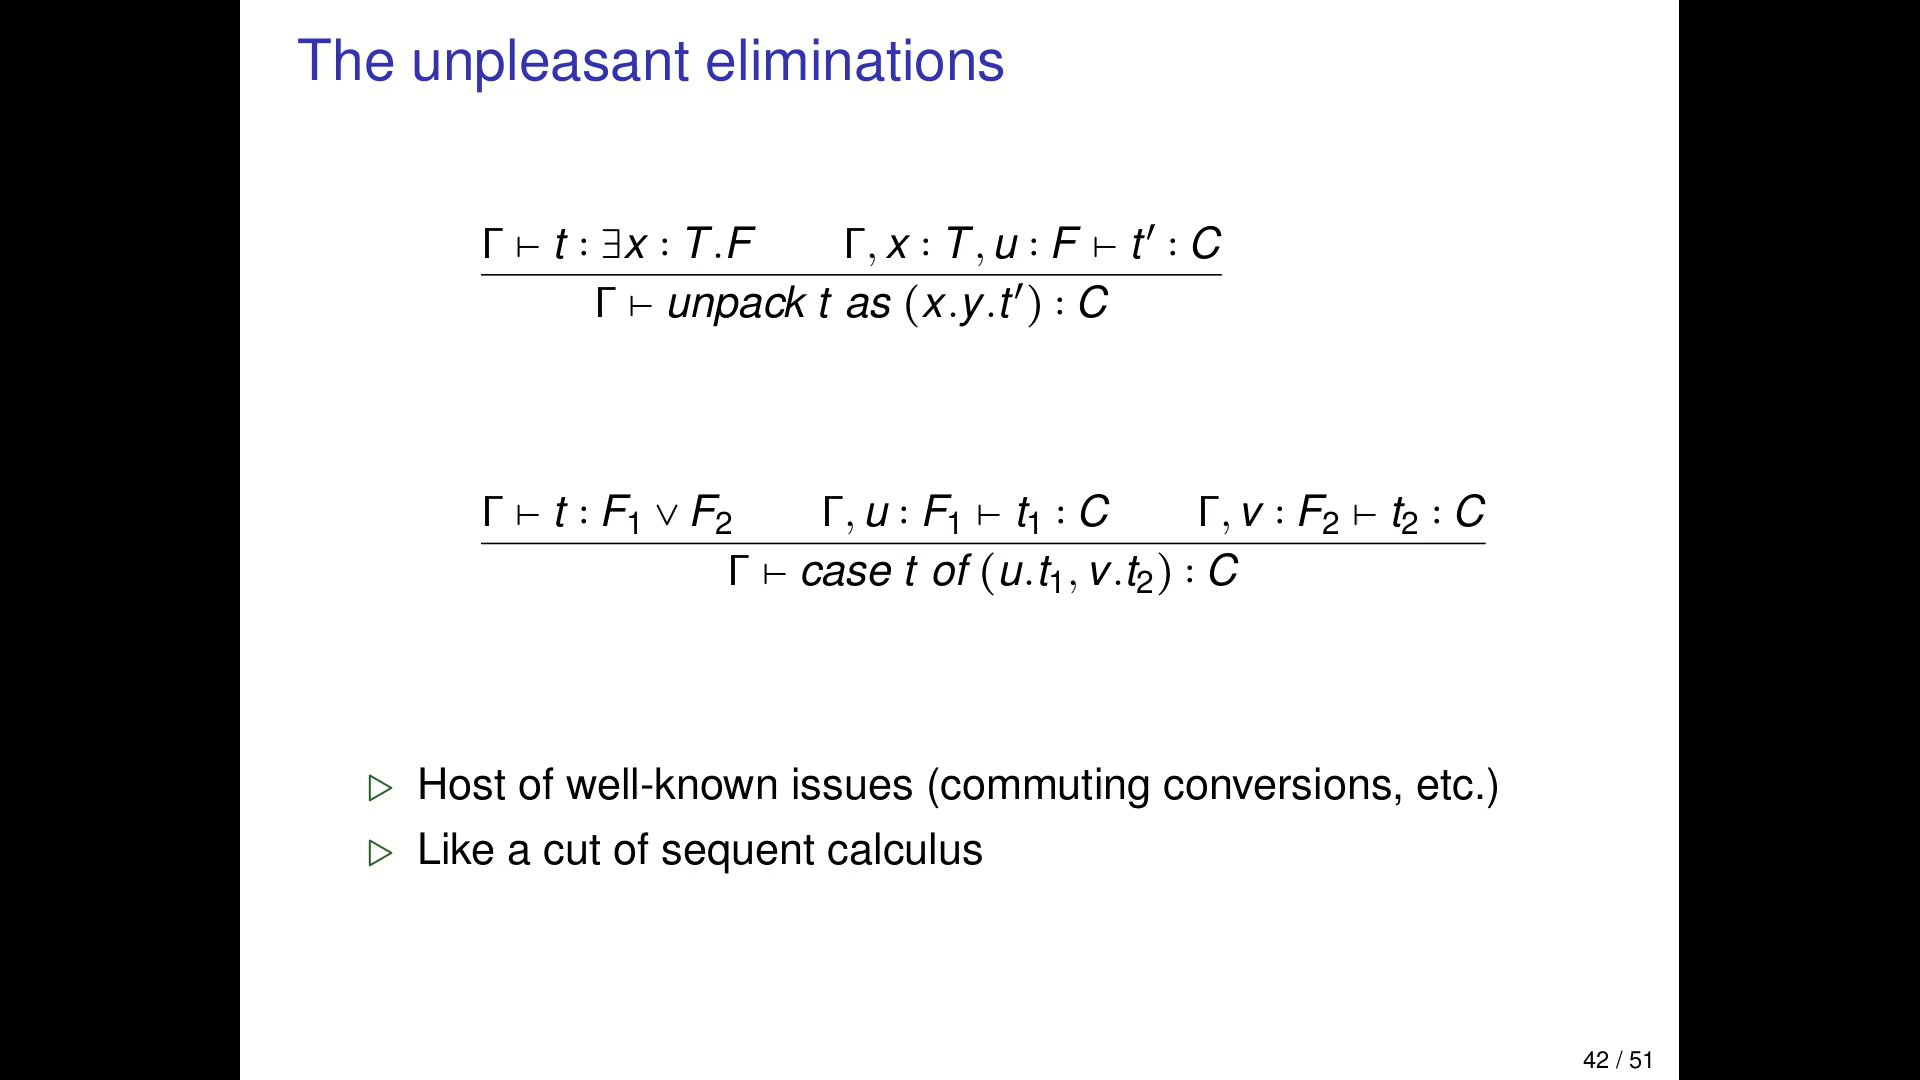 The unpleasant eliminations
Γ ⊢ t : ∃x : T.F    Γ, x : T, u : F ⊢ t′ : C
Γ ⊢ unpack t as (x.y.t′) : C
Γ ⊢ t : F₁ ∨ F₂    Γ, u : F₁ ⊢ t₁ : C    Γ, v : F₂ ⊢ t₂ : C
Γ ⊢ case t of (u.t₁, v.t₂) : C
▷ Host of well-known issues (commuting conversions, etc.)
▷ Like a cut of sequent calculus
42 / 51